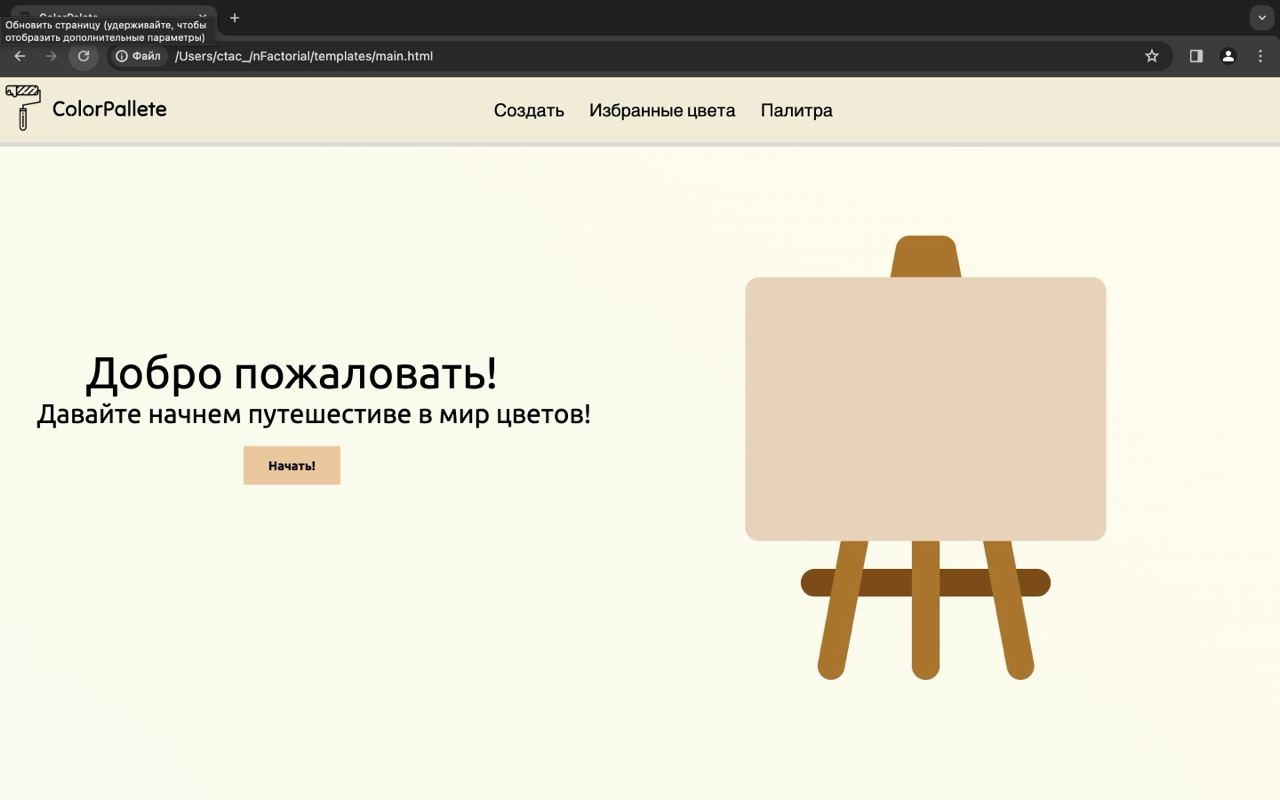 ColorPalete
Обновить страницу (удерживайте, чтобы
отобразить дополнительные параметры)
Файл
/Users/ctac_/nFactorial/templates/main.html
ColorPallete
Создать
Избранные цвета
Палитра
Добро пожаловать!
Давайте начнем путешестиве в мир цветов!
Начать!